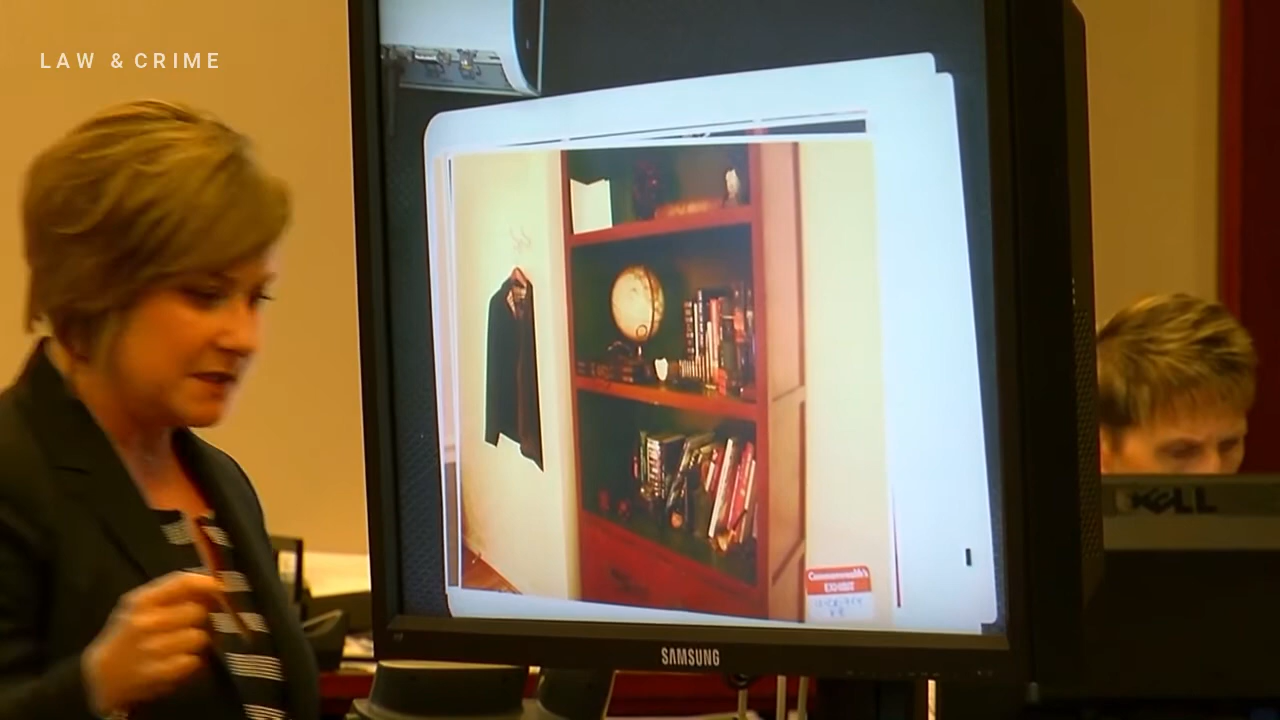 LAW & CRIME
Commonwealth's
EXHIBIT
SAMSUNG
DELL